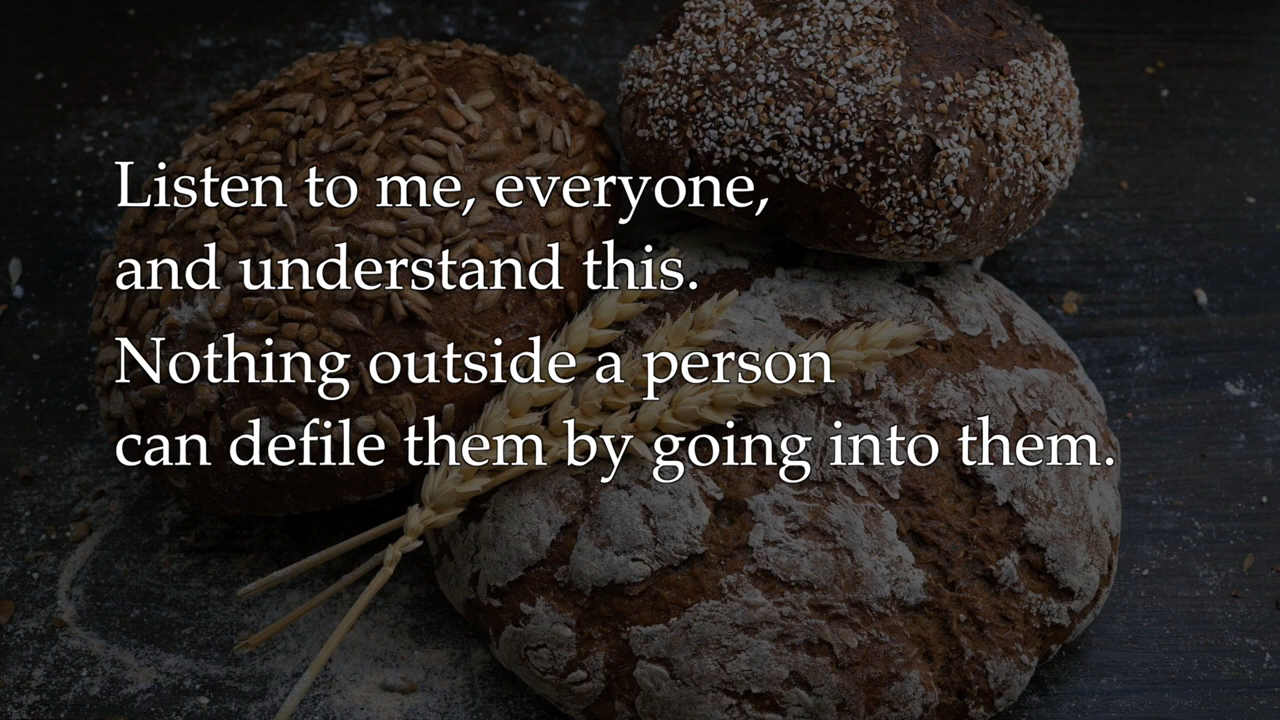 Listen to me, everyone,
and understand this.
Nothing outside a person
can defile them by going into them.